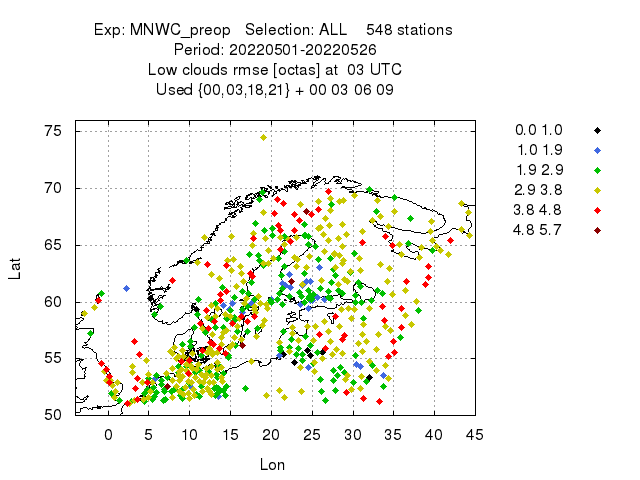 Exp: MNWC_preop   Selection: ALL    548 stations
Period: 20220501-20220526
Low clouds rmse [octas] at  03 UTC
Used {00,03,18,21} + 00 03 06 09
75
70
65
60
55
50
Lat
0 5 10 15 20 25 30 35 40 45
Lon
0.0 1.0
1.0 1.9
1.9 2.9
2.9 3.8
3.8 4.8
4.8 5.7